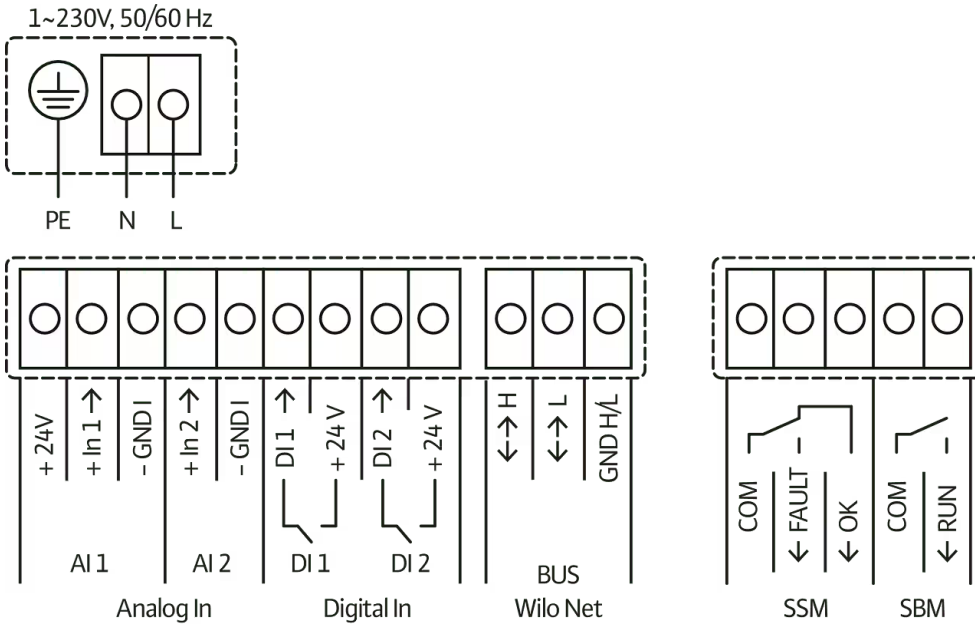 1~230V, 50/60 Hz
PE N L
+ 24V
+ In 1 →
- GND I
+ In 2 →
- GND I
DI 1 →
+ 24 V
DI 2 →
+ 24 V
H
L
GND H/L
COM
FAULT
OK
COM
RUN
AI 1 AI 2 DI 1 DI 2
BUS
Analog In Digital In Wilo Net SSM SBM